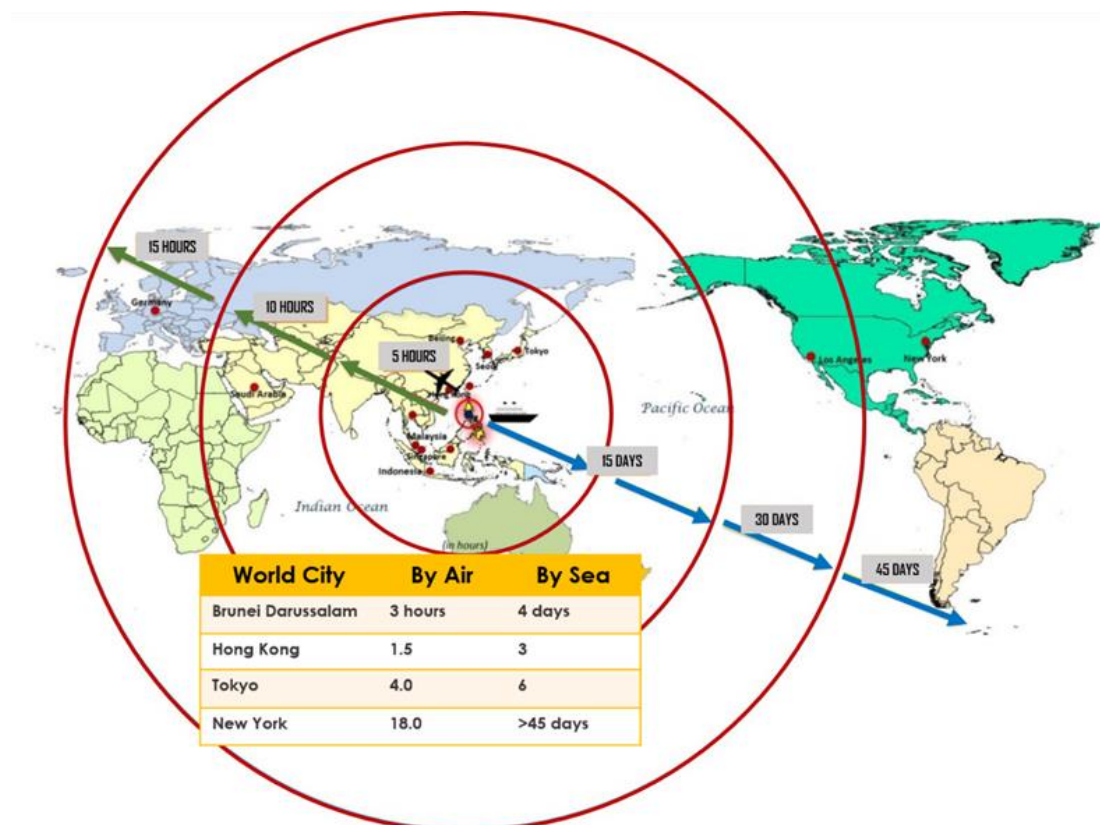 15 HOURS
Germany
10 HOURS
Beijing
Tokyo
5 HOURS
Seoul
Los Angeles
New York
Saudi Arabia
Hong Kong
Pacific Ocean
Malaysia
Singapore
Indonesia
15 DAYS
Indian Ocean
30 DAYS
(in hours)
45 DAYS
World City By Air By Sea
Brunei Darussalam 3 hours 4 days
Hong Kong 1.5 3
Tokyo 4.0 6
New York 18.0 >45 days